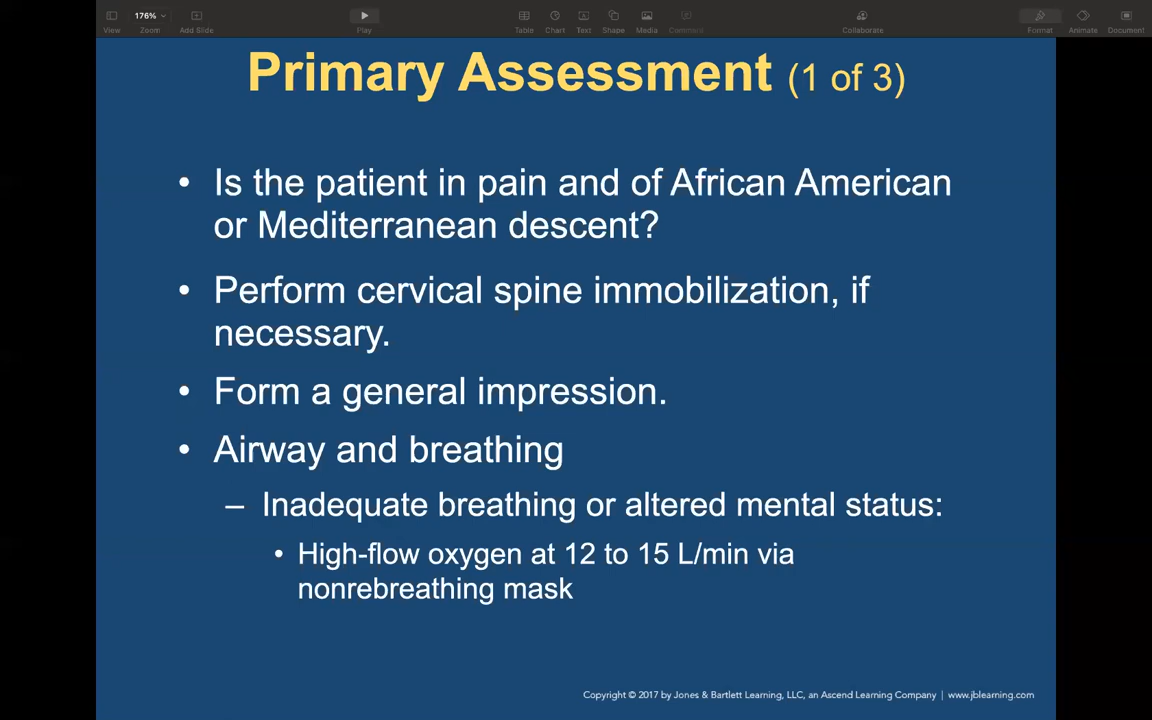 176%
View
Zoom
Add Slide
Play
Table
Chart
Text
Shape
Media
Comment
Collaborate
Format
Animate
Document
Primary Assessment (1 of 3)
• Is the patient in pain and of African American
or Mediterranean descent?
• Perform cervical spine immobilization, if
necessary.
• Form a general impression.
• Airway and breathing
– Inadequate breathing or altered mental status:
• High-flow oxygen at 12 to 15 L/min via
nonrebreathing mask
Copyright © 2017 by Jones & Bartlett Learning, LLC, an Ascend Learning Company | www.jblearning.com